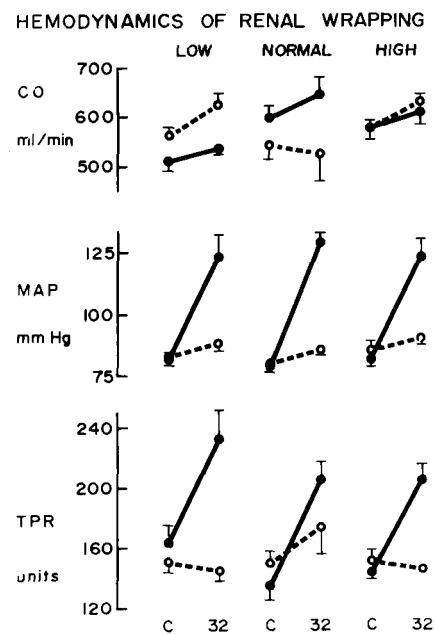 HEMODYNAMICS OF RENAL WRAPPING
LOW NORMAL HIGH
700
CO
600
ml/min
500
125
MAP
100
mm Hg
75
240
200
TPR
160
units
120
C 32 C 32 C 32